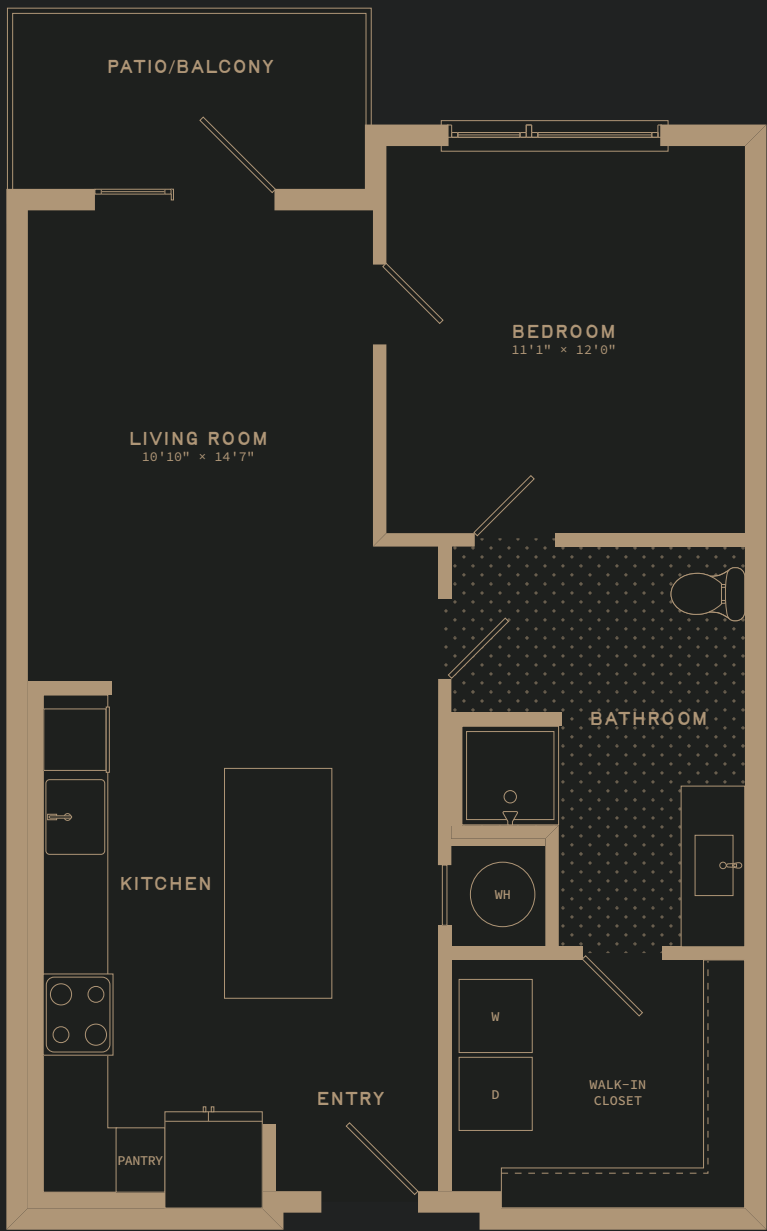 PATIO/BALCONY
BEDROOM
11'1" × 12'0"
LIVING ROOM
10'10" × 14'7"
BATHROOM
KITCHEN
WH
W
D
WALK-IN
CLOSET
ENTRY
PANTRY